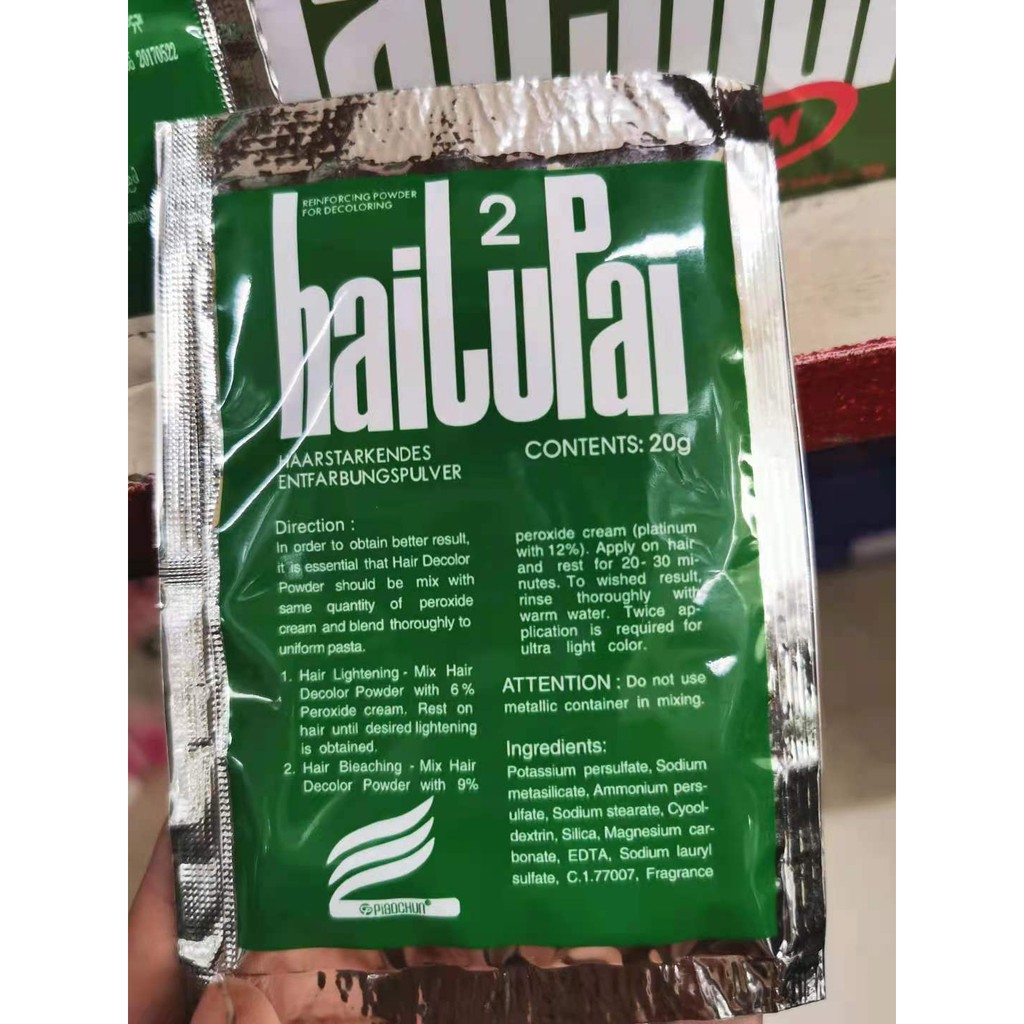 20170522
REINFORCING POWDER
FOR DECOLORING
2
haiLuPai
HAARSTARKENDES
ENTFARBUNGSPULVER
CONTENTS: 20g
Direction :
In order to obtain better result,
it is essential that Hair Decolor
Powder should be mix with
same quantity of peroxide
cream and blend thoroughly to
uniform pasta.
1. Hair Lightening - Mix Hair
Decolor Powder with 6%
Peroxide cream. Rest on
hair until desired lightening
is obtained.
2. Hair Bleaching - Mix Hair
Decolor Powder with 9%
peroxide cream (platinum
with 12%). Apply on hair
and rest for 20- 30 mi-
nutes. To wished result,
rinse thoroughly with
warm water. Twice ap-
plication is required for
ultra light color.
ATTENTION : Do not use
metallic container in mixing.
Ingredients:
Potassium persulfate, Sodium
metasilicate, Ammonium pers-
ulfate, Sodium stearate, Cyool-
dextrin, Silica, Magnesium car-
bonate, EDTA, Sodium lauryl
sulfate, C.1.77007, Fragrance
PIAOCHUN®